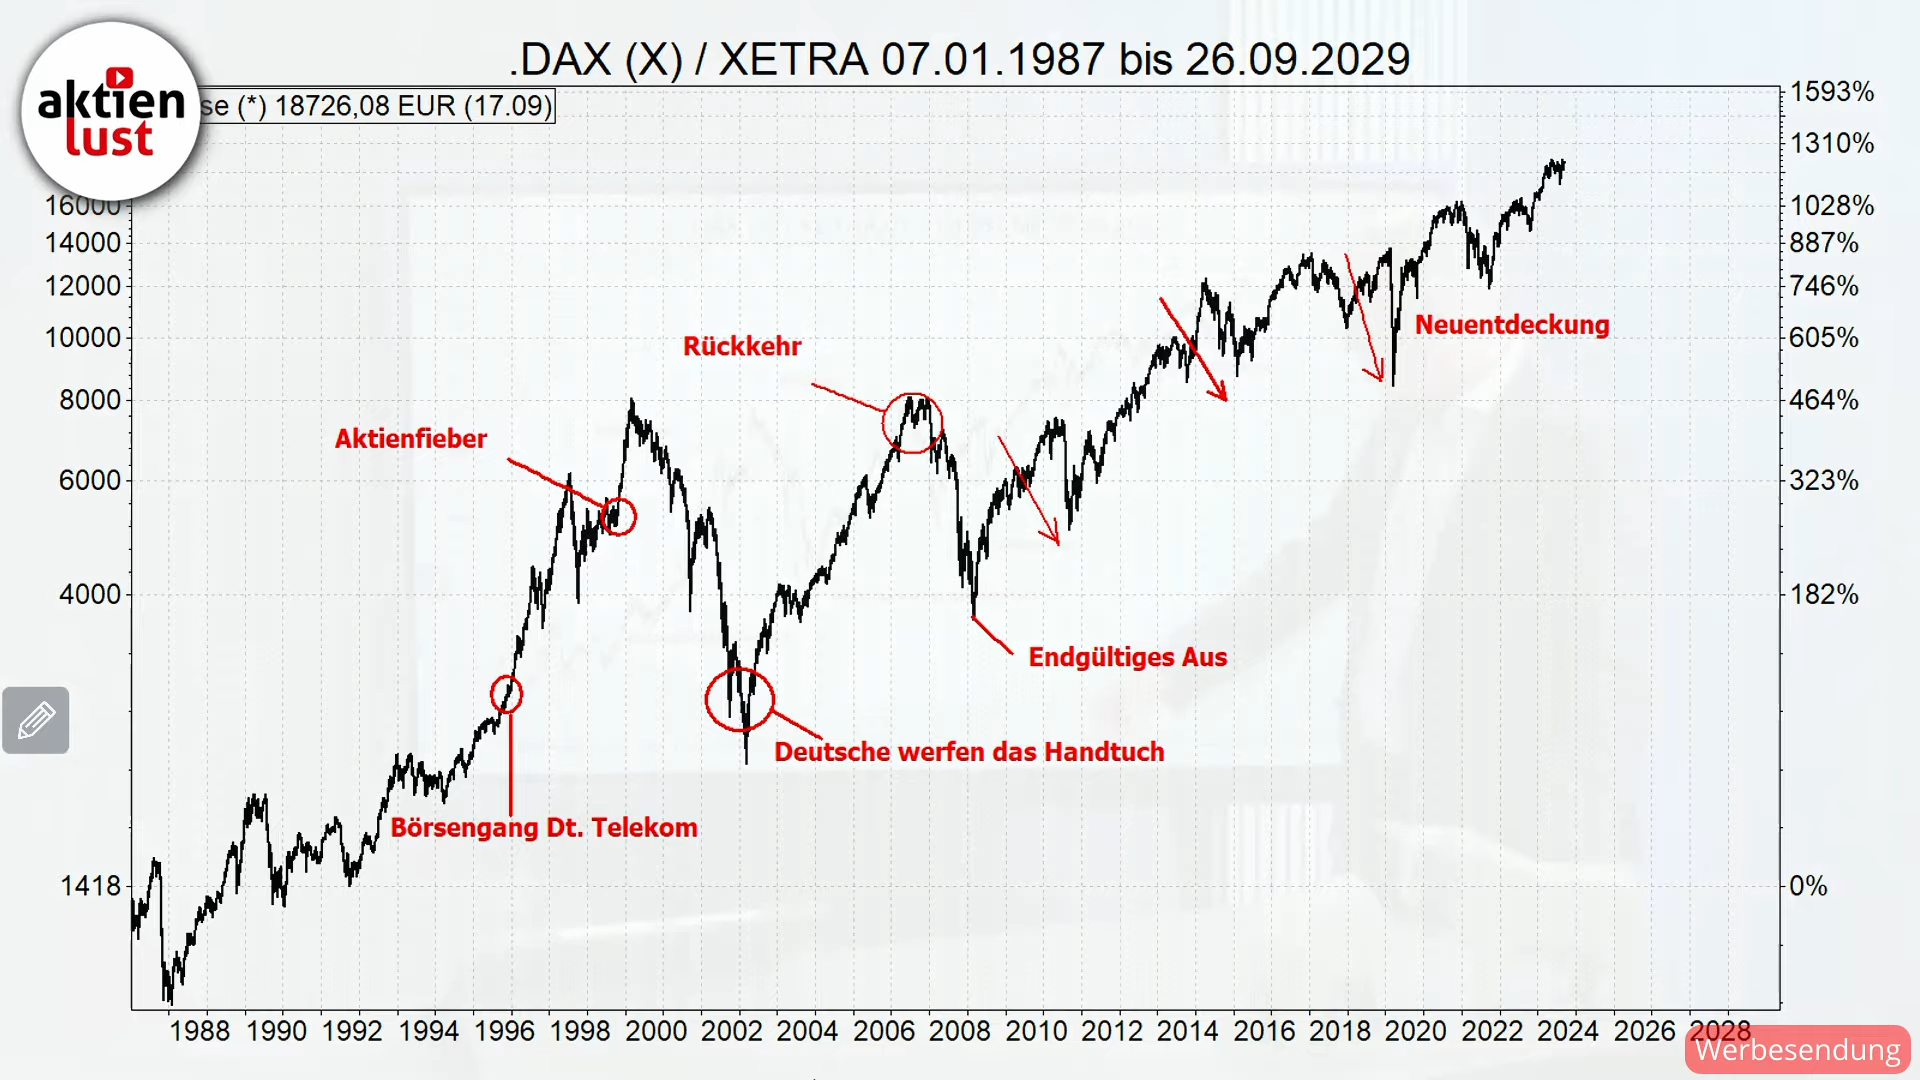 .DAX (X) / XETRA 07.01.1987 bis 26.09.2029
aktien
lust
se (*) 18726,08 EUR (17.09)
1593%
1310%
16000
1028%
14000
887%
12000
746%
10000
605%
8000
464%
6000
323%
4000
182%
1418
0%
Neuentdeckung
Rückkehr
Aktienfieber
Endgültiges Aus
Deutsche werfen das Handtuch
Börsengang Dt. Telekom
1988 1990 1992 1994 1996 1998 2000 2002 2004 2006 2008 2010 2012 2014 2016 2018 2020 2022 2024 2026 2028
Werbesendung